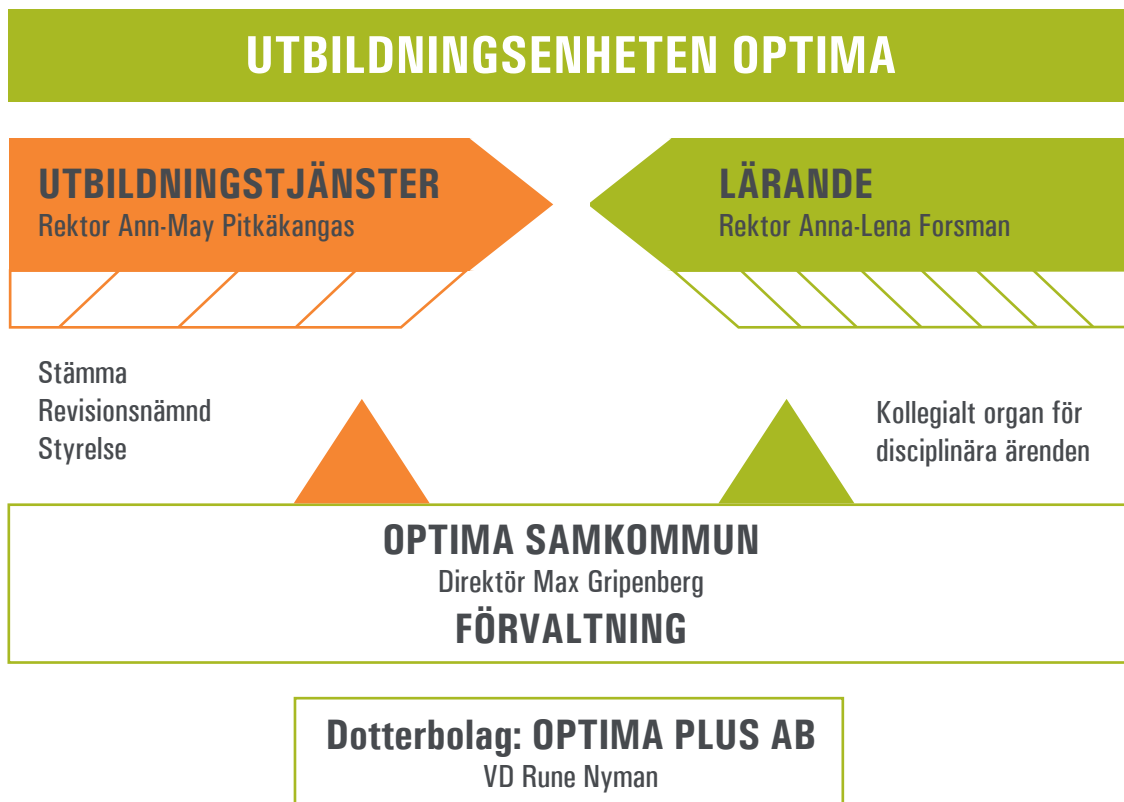 UTBILDNINGSENHETEN OPTIMA
UTBILDNINGSTJÄNSTER
Rektor Ann-May Pitkäkangas
LÄRANDE
Rektor Anna-Lena Forsman
Stämma
Revisionsnämnd
Styrelse
Kollegialt organ för
disciplinära ärenden
OPTIMA SAMKOMMUN
Direktör Max Gripenberg
FÖRVALTNING
Dotterbolag: OPTIMA PLUS AB
VD Rune Nyman